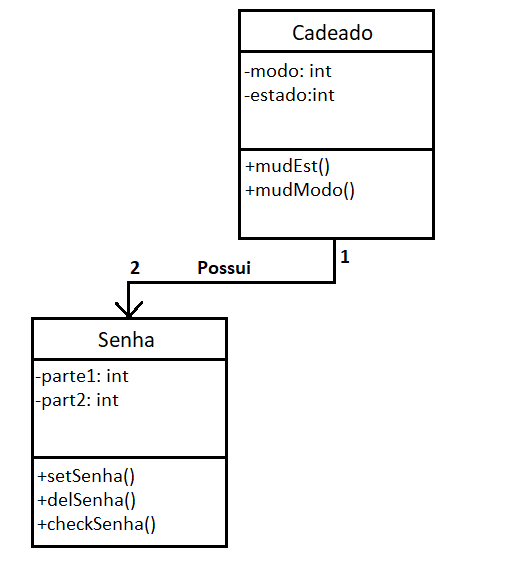 Cadeado
-modo: int
-estado:int
+mudEst()
+mudModo()
1
2
Possui
Senha
-parte1: int
-part2: int
+setSenha()
+delSenha()
+checkSenha()